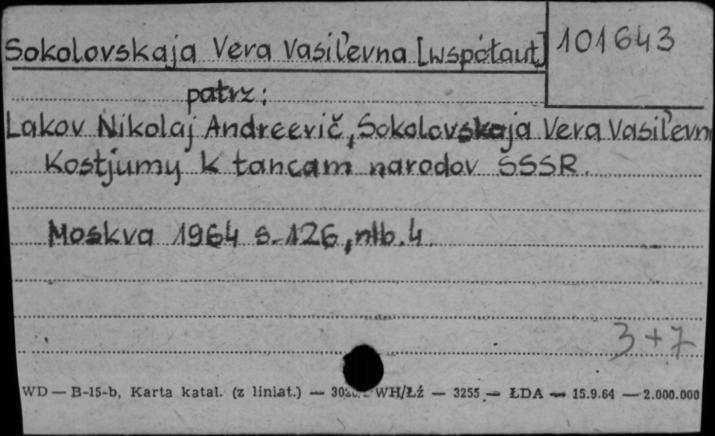 Sokolovskaja Vera Vasil'evna [współaut] 101643
patrz:
Lakov Nikolaj Andreevič, Sokolovskaja Vera Vasil'evn
Kostjumy k tancam narodov SSSR.
Moskva 1964 s. 126, nlb. 4
3+7
WD — B-15-b, Karta katal. (z liniat.) — WH/Łź — 3255 — ŁDA — 15.9.64 — 2.000.000